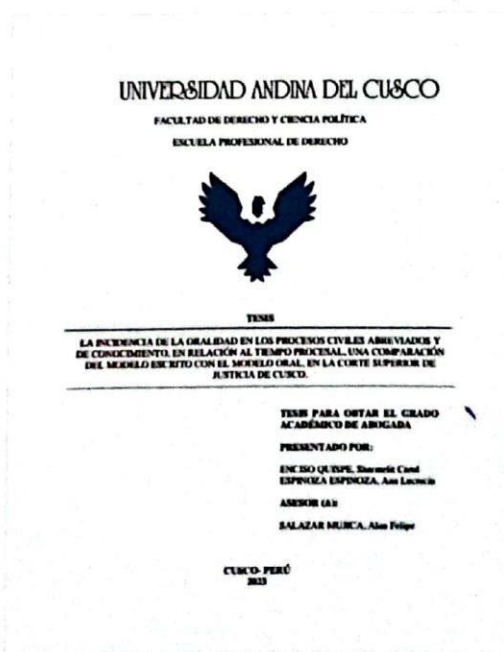 UNIVERSIDAD ANDINA DEL CUSCO
FACULTAD DE DERECHO Y CIENCIA POLÍTICA
ESCUELA PROFESIONAL DE DERECHO
TESIS
LA INCIDENCIA DE LA ORALIDAD EN LOS PROCESOS CIVILES ABREVIADOS Y
DE CONOCIMIENTO, EN RELACIÓN AL TIEMPO PROCESAL, UNA COMPARACIÓN
DEL MODELO ESCRITO CON EL MODELO ORAL, EN LA CORTE SUPERIOR DE
JUSTICIA DE CUSCO.
TESIS PARA OBTAR EL GRADO
ACADÉMICO DE ABOGADA
PRESENTADO POR:
ENCISO QUISPE, Carol
ESPINOZA ESPINOZA, Ana Lucrecia
ASESOR (A):
SALAZAR MUJICA, Alan Felipe
CUSCO- PERÚ
2023